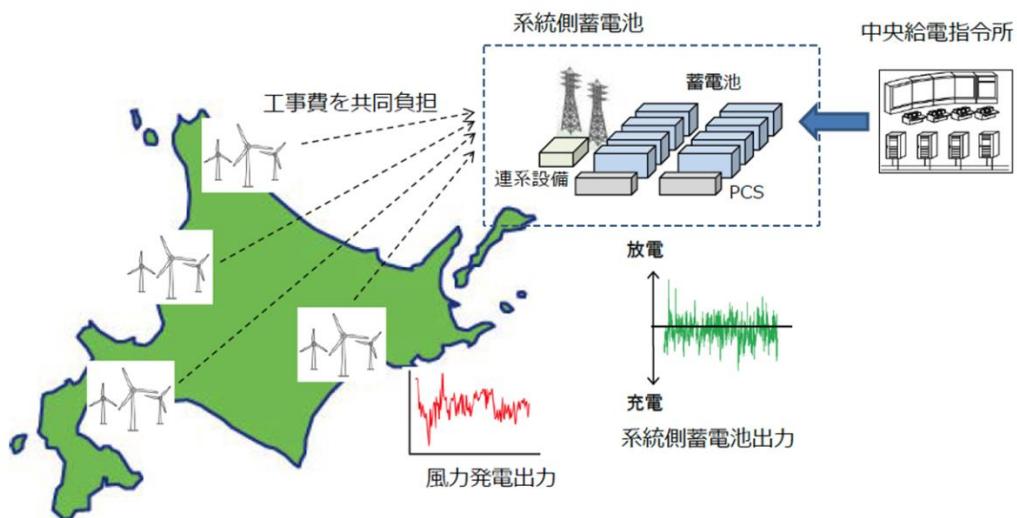 系統側蓄電池
中央給電指令所
工事費を共同負担
蓄電池
連系設備
PCS
放電
充電
系統側蓄電池出力
風力発電出力